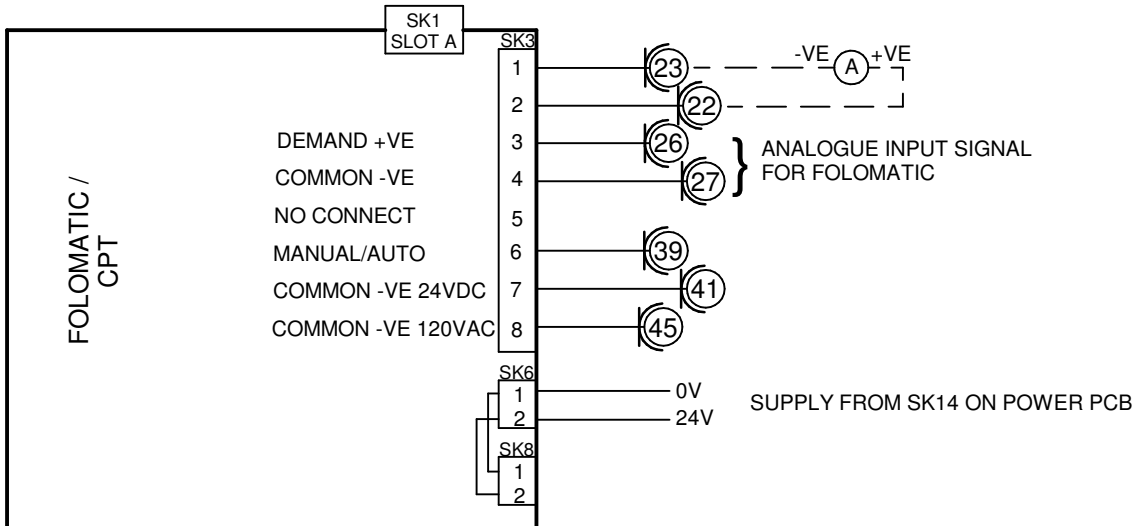 SK1
SLOT A
SK3
1
23
-VE
A
+VE
2
22
DEMAND +VE
3
26
ANALOGUE INPUT SIGNAL
FOR FOLOMATIC
COMMON -VE
4
27
NO CONNECT
5
MANUAL/AUTO
6
39
COMMON -VE 24VDC
7
41
COMMON -VE 120VAC
8
45
FOLOMATIC /
CPT
SK6
1
0V
2
24V
SUPPLY FROM SK14 ON POWER PCB
SK8
1
2